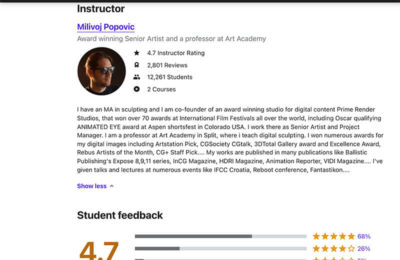 Instructor
Milivoj Popovic
Award winning Senior Artist and a professor at Art Academy
4.7 Instructor Rating
2,801 Reviews
12,261 Students
2 Courses
I have an MA in sculpting and I am co-founder of an award winning studio for digital content Prime Render
Studios, that won over 70 awards at International Film Festivals all over the world, including Oscar qualifying
ANIMATED EYE award at Aspen shortsfest in Colorado USA. I work there as Senior Artist and Project
Manager. I am a professor at Art Academy in Split, where I teach digital sculpting. I won numerous awards for
my digital images including Artstation Pick, CGSociety CGTalk, 3DTotal Gallery award and Excellence Award,
Rebus Artists of the Month, CG+ Staff Pick.... My works are published in many publications like Ballistic
Publishing's Expose 8,9,11 series, InCG Magazine, HDRI Magazine, Animation Reporter, VIDI Magazine.... I've
given talks and lectures at numerous events like IFCC Croatia, Reboot conference, Fantastikon....
Show less
Student feedback
4.7
68%
26%